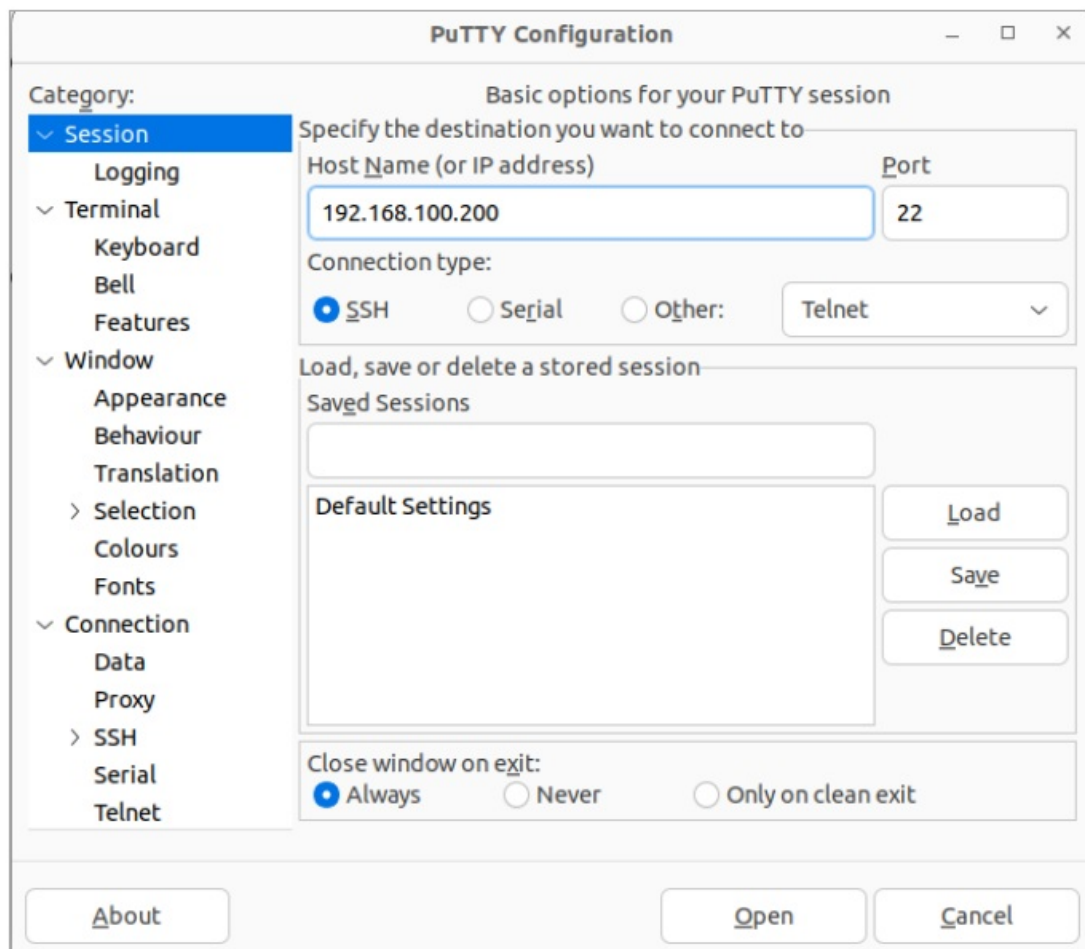 PuTTY Configuration
Category:
Session
Logging
Terminal
Keyboard
Bell
Features
Window
Appearance
Behaviour
Translation
Selection
Colours
Fonts
Connection
Data
Proxy
SSH
Serial
Telnet
Basic options for your PuTTY session
Specify the destination you want to connect to
Host Name (or IP address) Port
192.168.100.200 22
Connection type:
SSH Serial Other: Telnet
Load, save or delete a stored session
Saved Sessions
Default Settings
Load
Save
Delete
Close window on exit:
Always Never Only on clean exit
About Open Cancel